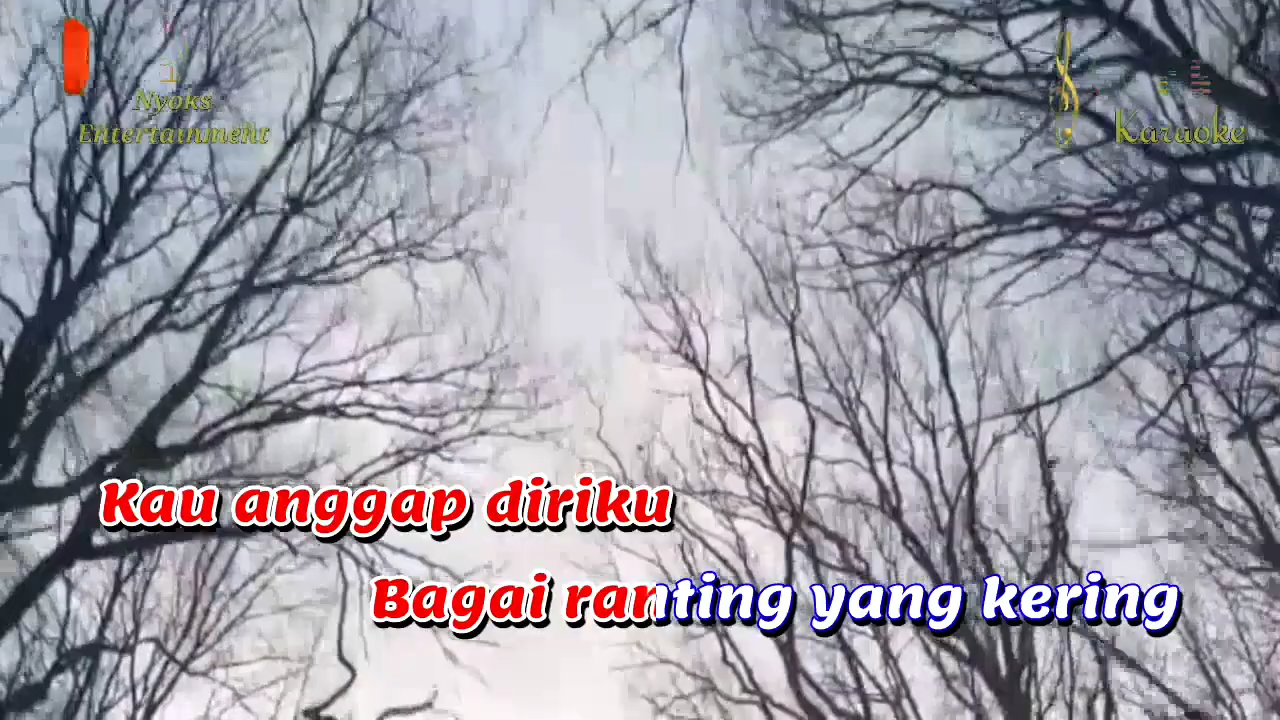 Nyoks
Entertainment
Karaoke
Kau anggap diriku
Bagai ranting yang kering